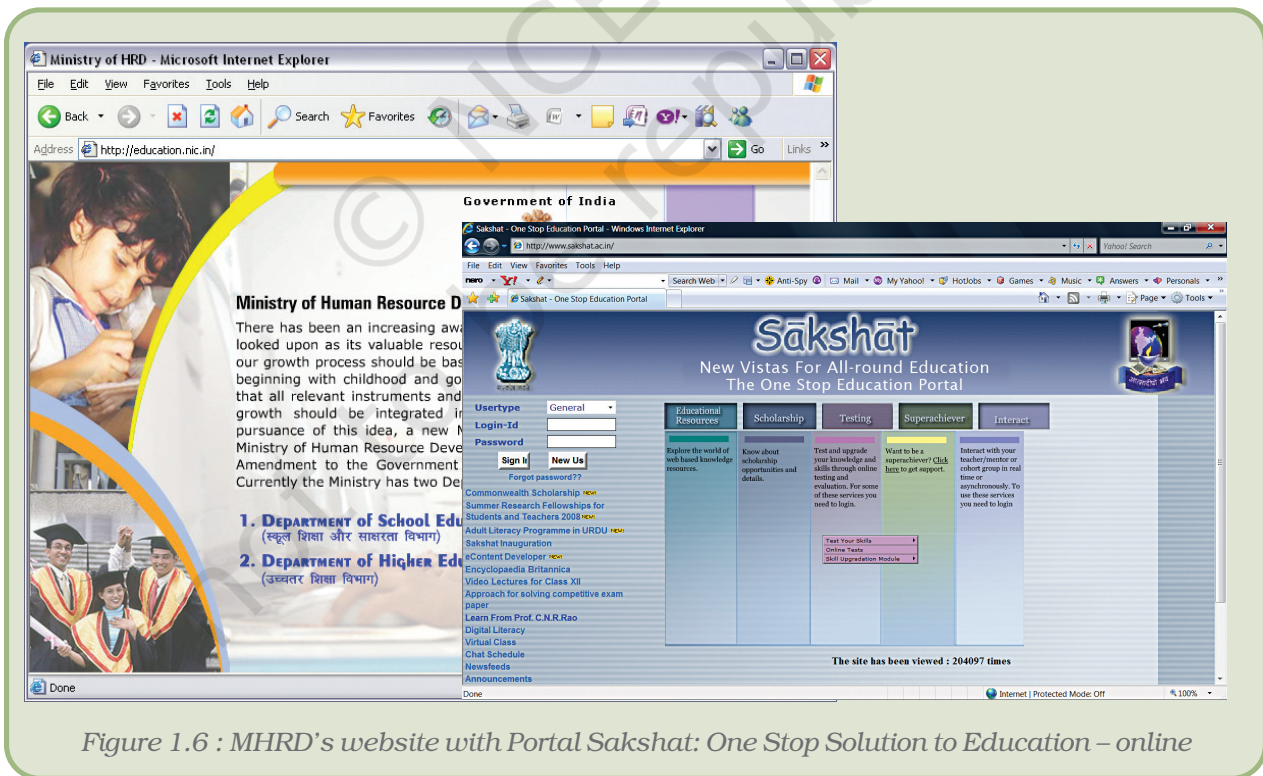 Ministry of HRD - Microsoft Internet Explorer
File Edit View Favorites Tools Help
Back Search Favorites
Address http://education.nic.in/ Go Links »
Government of India
Ministry of Human Resource D
There has been an increasing awa
looked upon as its valuable resou
our growth process should be bas
beginning with childhood and go
that all relevant instruments and
growth should be integrated in
pursuance of this idea, a new M
Ministry of Human Resource Deve
Amendment to the Government
Currently the Ministry has two De
1. Department of School Edu
(स्कूल शिक्षा और साक्षरता विभाग)
2. Department of Higher Edu
(उच्चतर शिक्षा विभाग)
Done
Sakshat - One Stop Education Portal - Windows Internet Explorer
http://www.sakshat.ac.in/ Yahoo! Search
File Edit View Favorites Tools Help
nero Y! Search Web Anti-Spy Mail My Yahoo! HotJobs Games Music Answers Personals »
Sakshat - One Stop Education Portal Page Tools »
Sākshāt
New Vistas For All-round Education
The One Stop Education Portal
Usertype General
Login-Id
Password
Sign In New Us
Forgot password??
Commonwealth Scholarship NEW!
Summer Research Fellowships for
Students and Teachers 2008 NEW!
Adult Literacy Programme in URDU NEW!
Sakshat Inauguration
eContent Developer NEW!
Encyclopaedia Britannica
Video Lectures for Class XII
Approach for solving competitive exam
paper
Learn From Prof. C.N.R.Rao
Digital Literacy
Virtual Class
Chat Schedule
Newsfeeds
Announcements
Educational
Resources
Scholarship
Testing
Superachiever
Interact
Explore the world of
web based knowledge
resources.
Know about
scholarship
opportunities and
details.
Test and upgrade
your knowledge and
skills through online
testing and
evaluation. For some
of these services you
need to login.
Want to be a
superachiever? Click
here to get support.
Interact with your
teacher/mentor or
cohort group in real
time or
asynchronously. To
use these services
you need to login
Test Your Skills
Online Tests
Skill Upgradation Module
The site has been viewed : 204097 times
Done Internet | Protected Mode: Off 100%
Figure 1.6 : MHRD's website with Portal Sakshat: One Stop Solution to Education – online